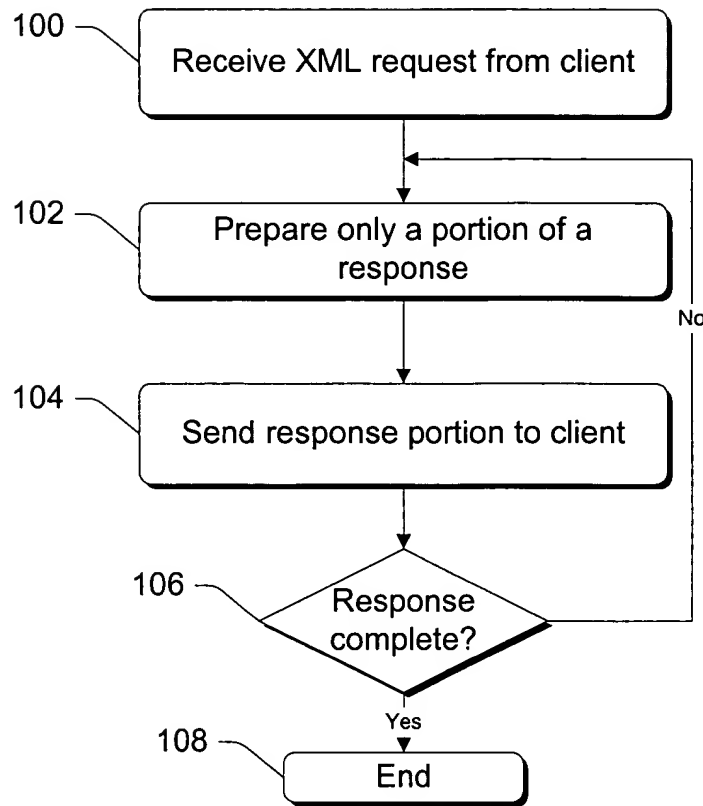 100
Receive XML request from client
102
Prepare only a portion of a
response
No
104
Send response portion to client
106
Response
complete?
Yes
108
End